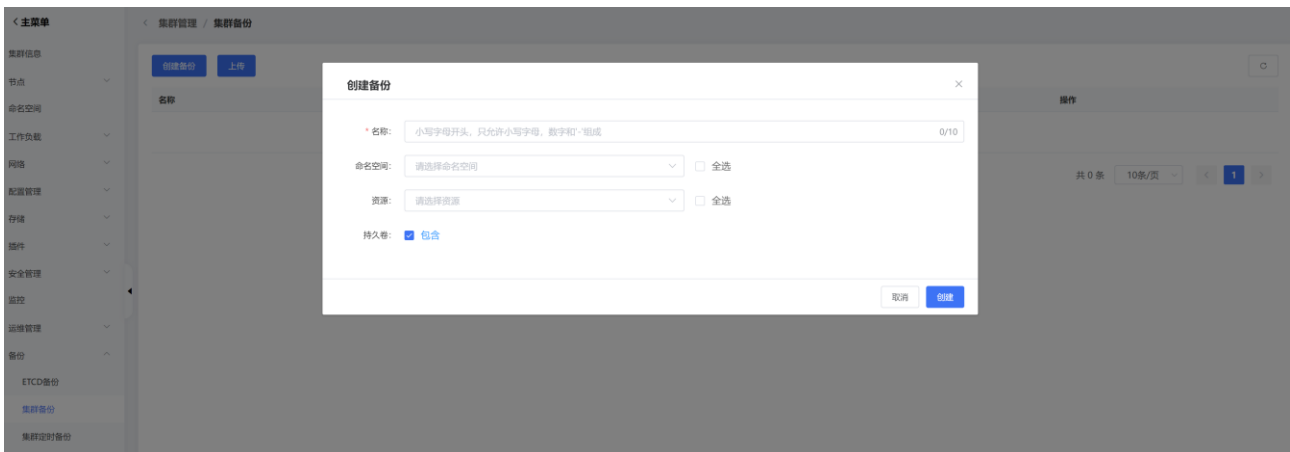 主菜单
集群管理 / 集群备份
集群信息
节点
命名空间
工作负载
网络
配置管理
存储
插件
安全管理
监控
运维管理
备份
ETCD备份
集群备份
集群定时备份
创建备份 上传
名称 操作
共 0 条 10条/页 1
创建备份
* 名称: 小写字母开头，只允许小写字母、数字和'-'组成 0/10
命名空间: 请选择命名空间 全选
资源: 请选择资源 全选
持久卷: 包含
取消 创建